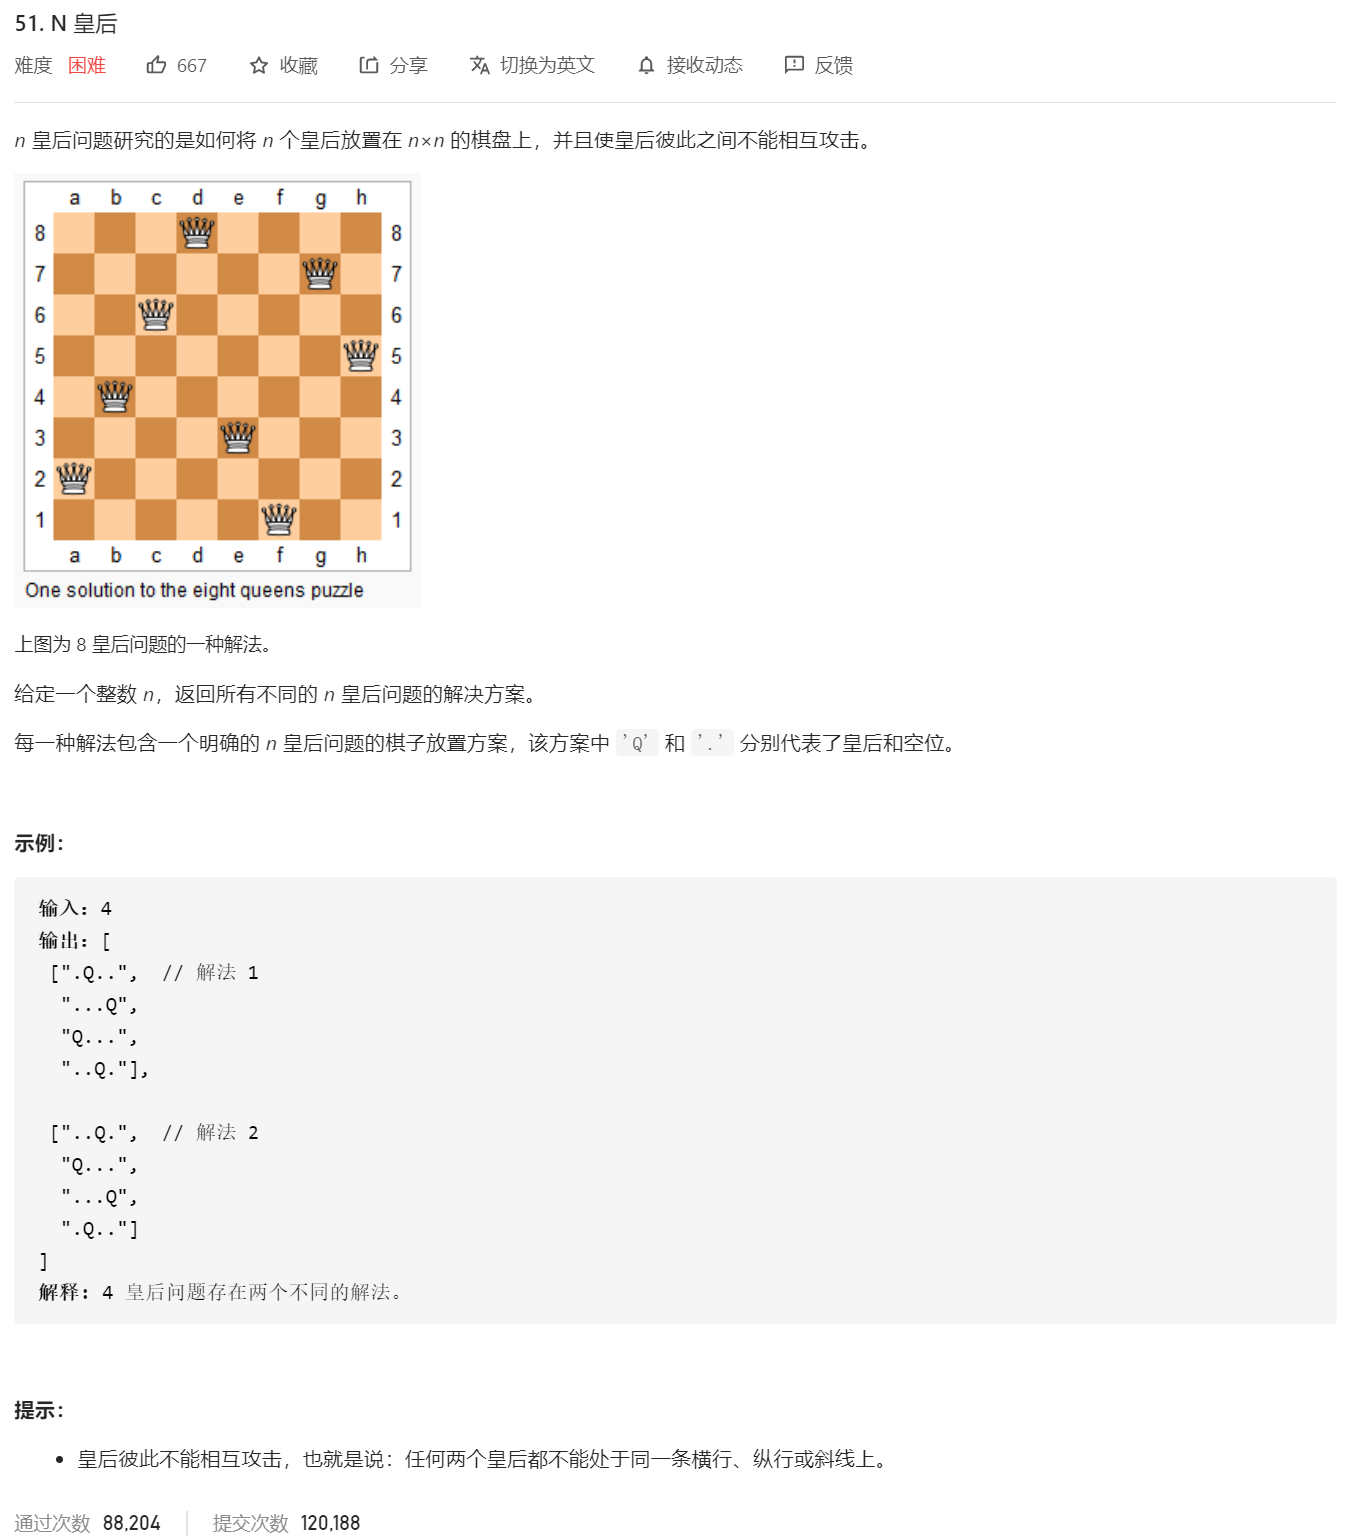 51. N 皇后
难度 困难 667 收藏 分享 切换为英文 接收动态 反馈
n 皇后问题研究的是如何将 n 个皇后放置在 n×n 的棋盘上，并且使皇后彼此之间不能相互攻击。
a b c d e f g h
8 8
7 7
6 6
5 5
4 4
3 3
2 2
1 1
a b c d e f g h
One solution to the eight queens puzzle
上图为 8 皇后问题的一种解法。
给定一个整数 n，返回所有不同的 n 皇后问题的解决方案。
每一种解法包含一个明确的 n 皇后问题的棋子放置方案，该方案中 'Q' 和 '.' 分别代表了皇后和空位。
示例：
输入：4
输出：[
[".Q..",  // 解法 1
"...Q",
"Q...",
"..Q."],
["..Q.",  // 解法 2
"Q...",
"...Q",
".Q.."]
]
解释：4 皇后问题存在两个不同的解法。
提示：
• 皇后彼此不能相互攻击，也就是说：任何两个皇后都不能处于同一条横行、纵行或斜线上。
通过次数 88,204 提交次数 120,188